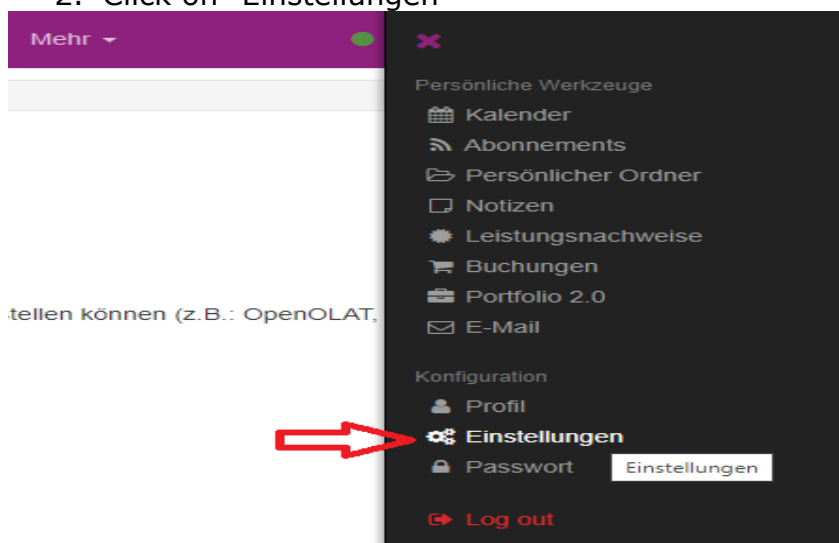 2. Click on "Einstellungen"
Mehr
Persönliche Werkzeuge
Kalender
Abonnements
Persönlicher Ordner
Notizen
Leistungsnachweise
Buchungen
Portfolio 2.0
tellen können (z.B.: OpenOLAT,
E-Mail
Konfiguration
Profil
Einstellungen
Passwort
Einstellungen
Log out